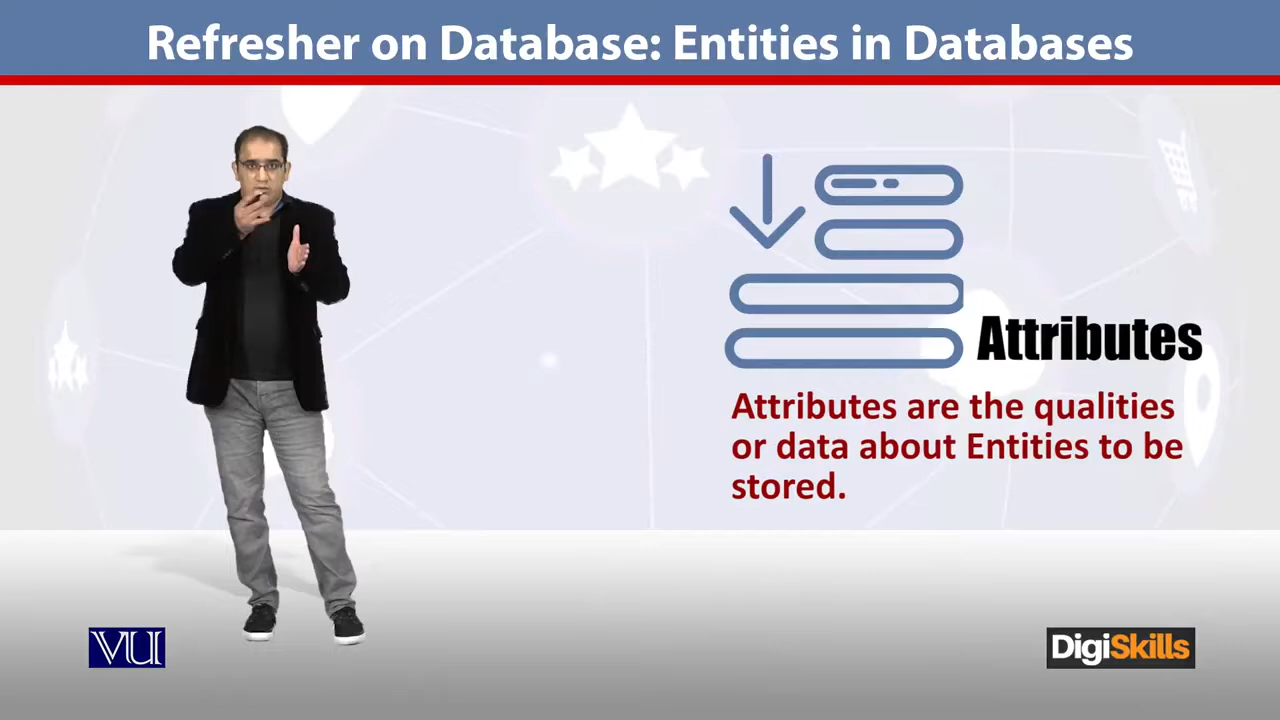 Refresher on Database: Entities in Databases
Attributes
Attributes are the qualities
or data about Entities to be
stored.
VU
DigiSkills